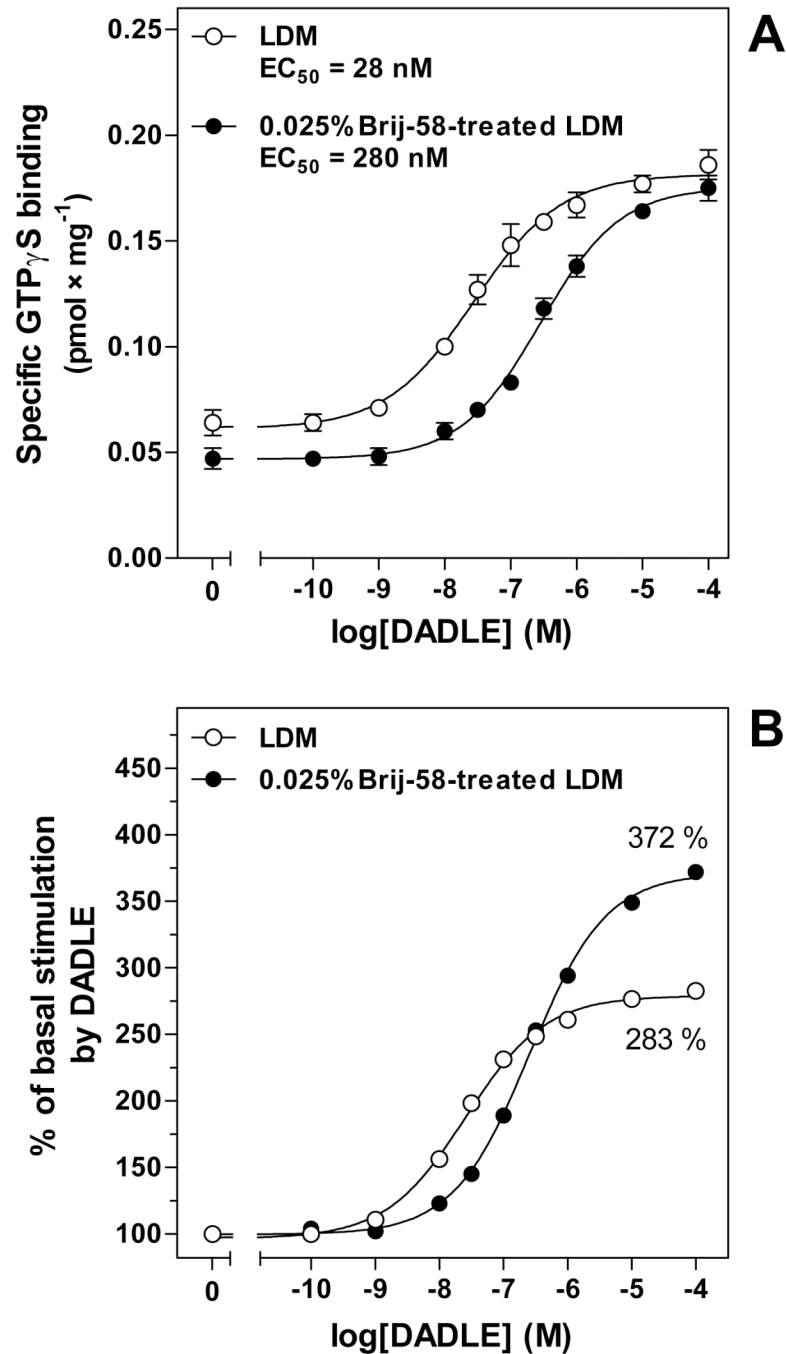 A
LDM
EC50 = 28 nM
0.025% Brij-58-treated LDM
EC50 = 280 nM
Specific GTPγS binding
(pmol × mg-1)
0.25
0.20
0.15
0.10
0.05
0.00
0 -10 -9 -8 -7 -6 -5 -4
log[DADLE] (M)
B
LDM
0.025% Brij-58-treated LDM
372 %
283 %
% of basal stimulation
by DADLE
450
400
350
300
250
200
150
100
0 -10 -9 -8 -7 -6 -5 -4
log[DADLE] (M)